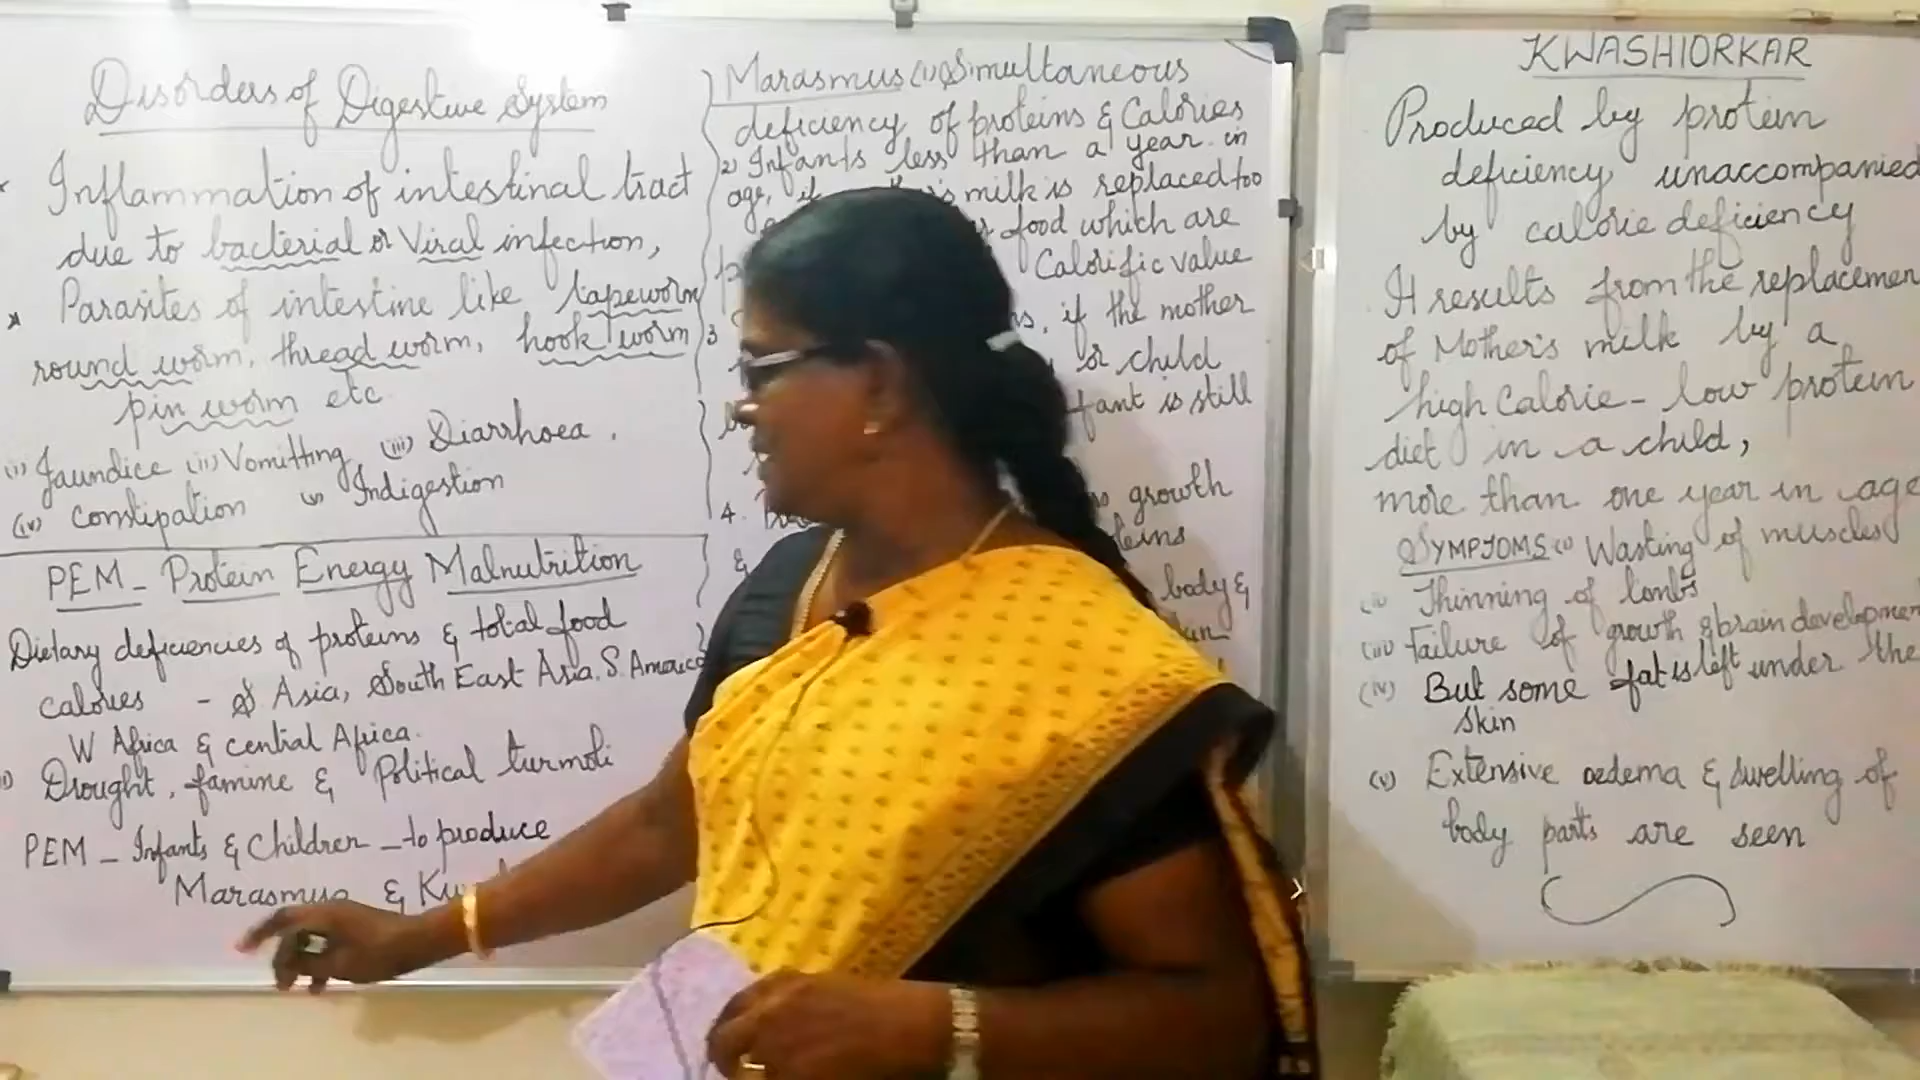 Disorders of Digestive System
Inflammation of intestinal tract
due to bacterial or Viral infection,
Parasites of intestine like tapeworm
round worm, thread worm, hook worm
pin worm etc
(i) Jaundice (ii) Vomitting (iii) Diarrhoea.
(iv) Constipation (v) Indigestion
PEM - Protein Energy Malnutrition
Dietary deficiencies of proteins & total food
calories - S Asia, South East Asia. S. America
W Africa & central Africa.
Drought, famine & Political turmoli
PEM - Infants & Children - to produce
Marasmus &
Marasmus (1) Simultaneous
deficiency of proteins & Calories
2) Infants less than a year in
age, milk is replaced too
food which are
Calorific value
3 if the mother
or child
is still
4. growth
&
body &
KWASHIORKAR
Produced by protein
deficiency unaccompanied
by calorie deficiency
It results from the replacemen
of Mother's milk by a
high Calorie - low protein
diet in a child,
more than one year in age
SYMPTOMS (i) Wasting of muscles
(ii) Thinning of limbs
(iii) Failure of growth & brain developmen
(iv) But some fat is left under the
skin
(v) Extensive oedema & swelling of
body parts are seen